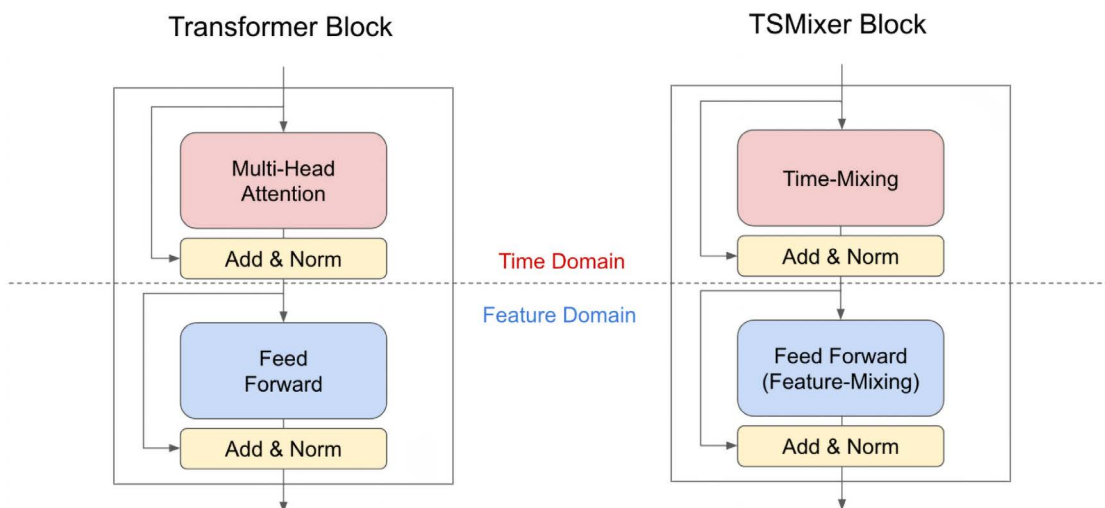 Transformer Block
Multi-Head
Attention
Add & Norm
Feed
Forward
Add & Norm
Time Domain
Feature Domain
TSMixer Block
Time-Mixing
Add & Norm
Feed Forward
(Feature-Mixing)
Add & Norm